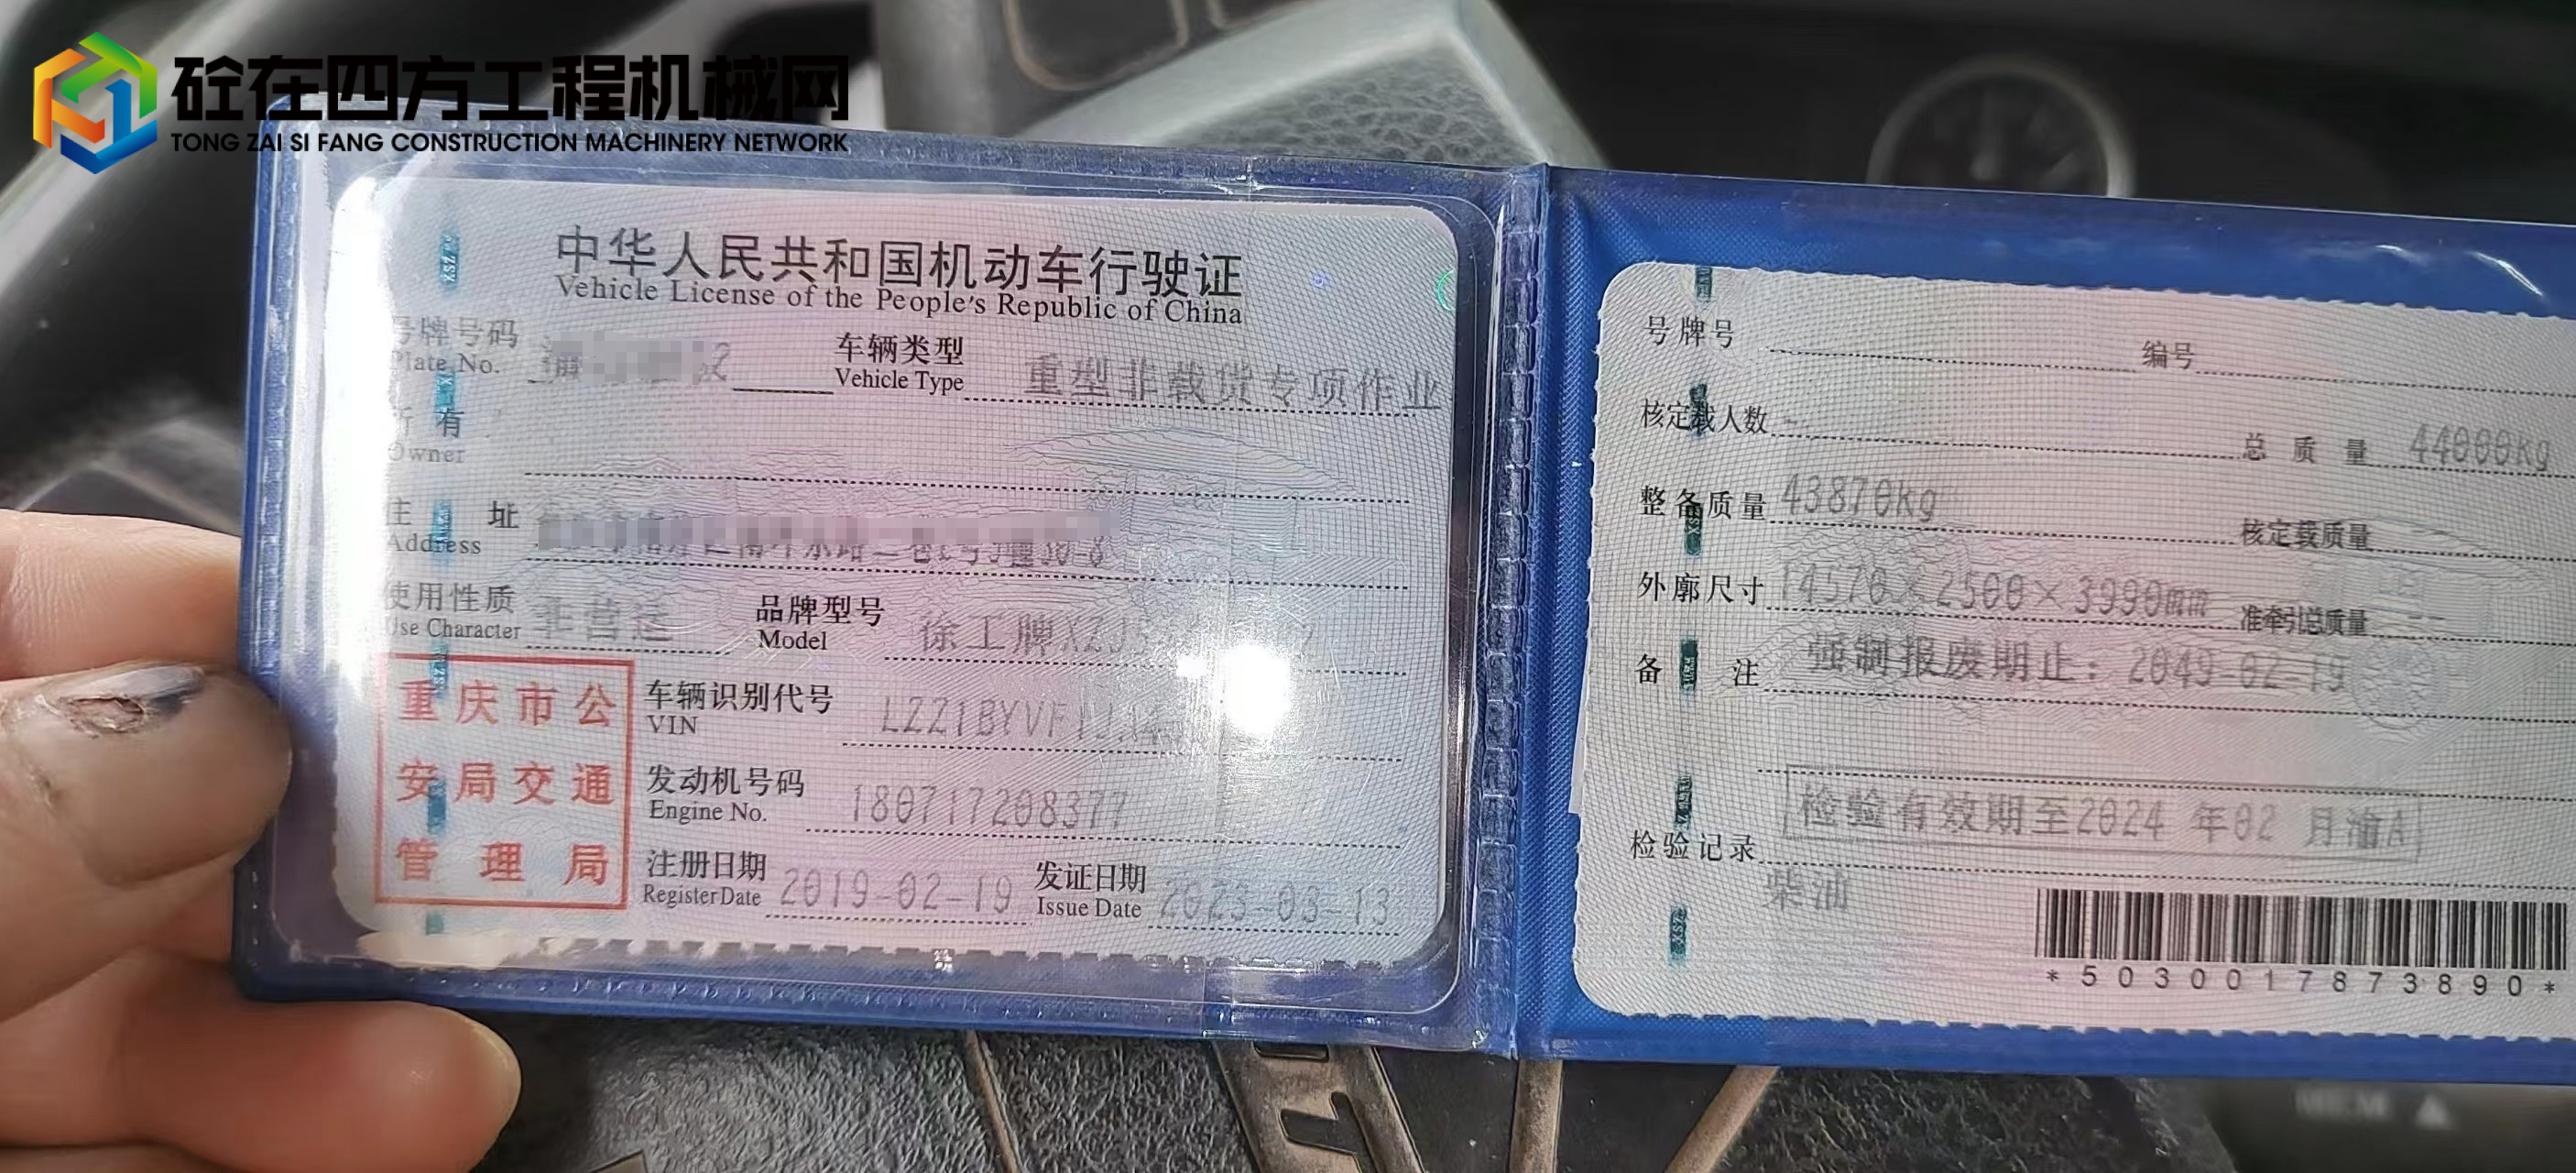 砼在四方工程机械网
TONG ZAI SI FANG CONSTRUCTION MACHINERY NETWORK
中华人民共和国机动车行驶证
Vehicle License of the People's Republic of China
号牌号码 车辆类型 重型非载货专项作业
Plate No. Vehicle Type
所有
Owner
住 址
Address
使用性质 非营运 品牌型号 徐工牌XZJ
Use Character Model
重庆市公
安局交通
管理局
车辆识别代号 LZZ1BYVF
VIN
发动机号码 180717208377
Engine No.
注册日期 2019-02-19 发证日期 2023-03-13
Register Date Issue Date
号牌号 编号
核定载人数 -- 总质量 44000kg
整备质量 43870kg 核定载质量
外廓尺寸 14570×2500×3990mm 准牵引总质量 --
备 注 强制报废期止: 2049-02-19
检验有效期至2024 年02 月渝A
检验记录
柴油
*5030017873890*
XSZ